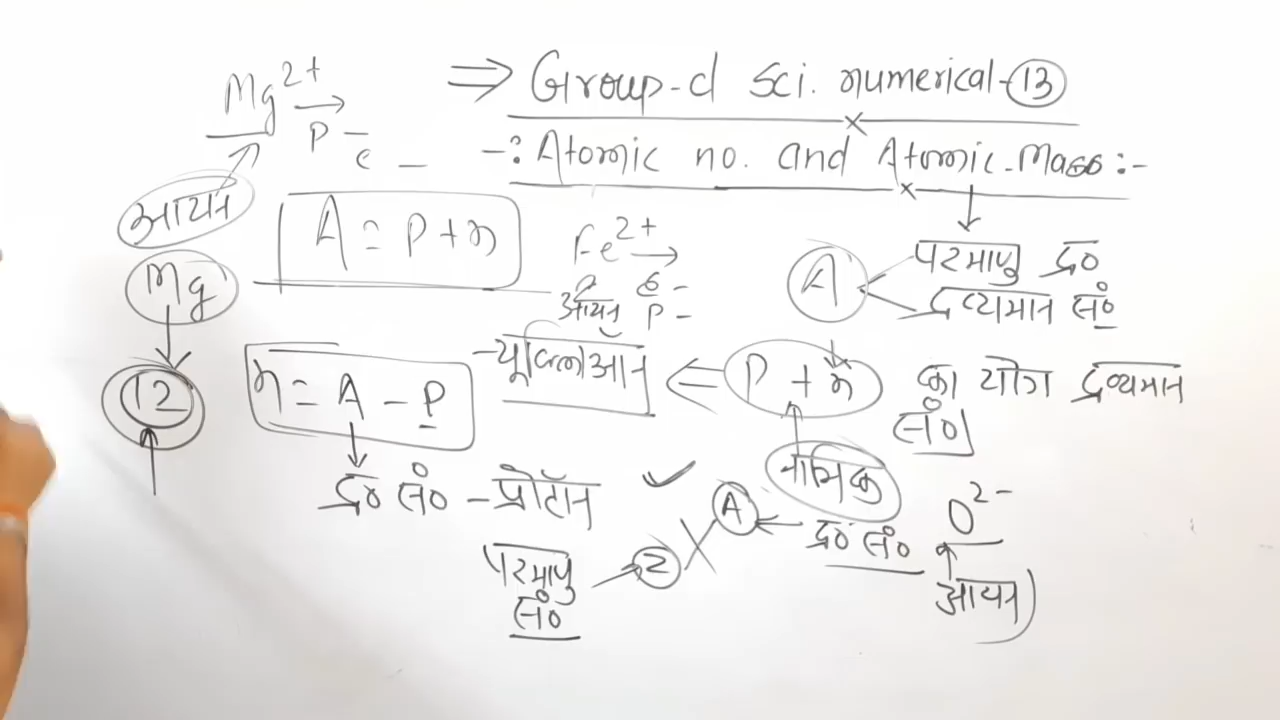 ⇒ Group-d Sci. numerical-13
-: Atomic no. and Atomic Mass :-
Mg²⁺ →
P -
e -
आयन
Mg
12
A = P + n
Fe²⁺ →
e -
आयन P -
A
परमाणु द्र०
द्रव्यमान सं०
n = A - P
द्र० सं० - प्रोटॉन
P + n का योग द्रव्यमान
सं०
नाभिक
परमाणु
सं०
Z X A
द्र० सं०
O²⁻
आयन